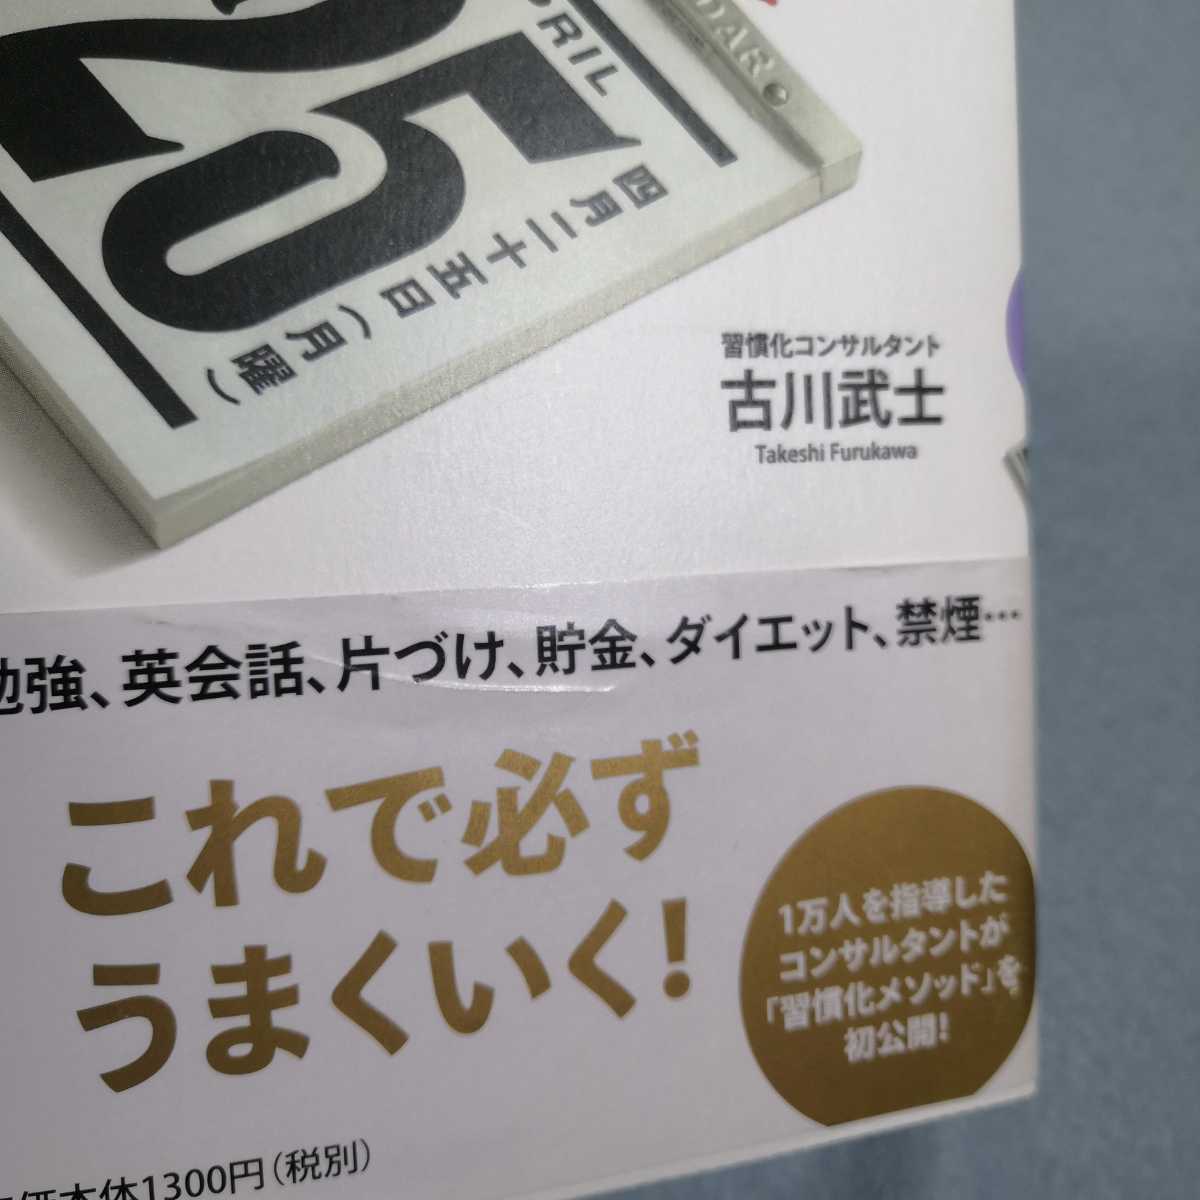 25
四月二十五日(月曜)
習慣化コンサルタント
古川武士
Takeshi Furukawa
勉強、英会話、片づけ、貯金、ダイエット、禁煙…
これで必ず
うまくいく!
1万人を指導した
コンサルタントが
「習慣化メソッド」を
初公開!
価本体1300円(税別)